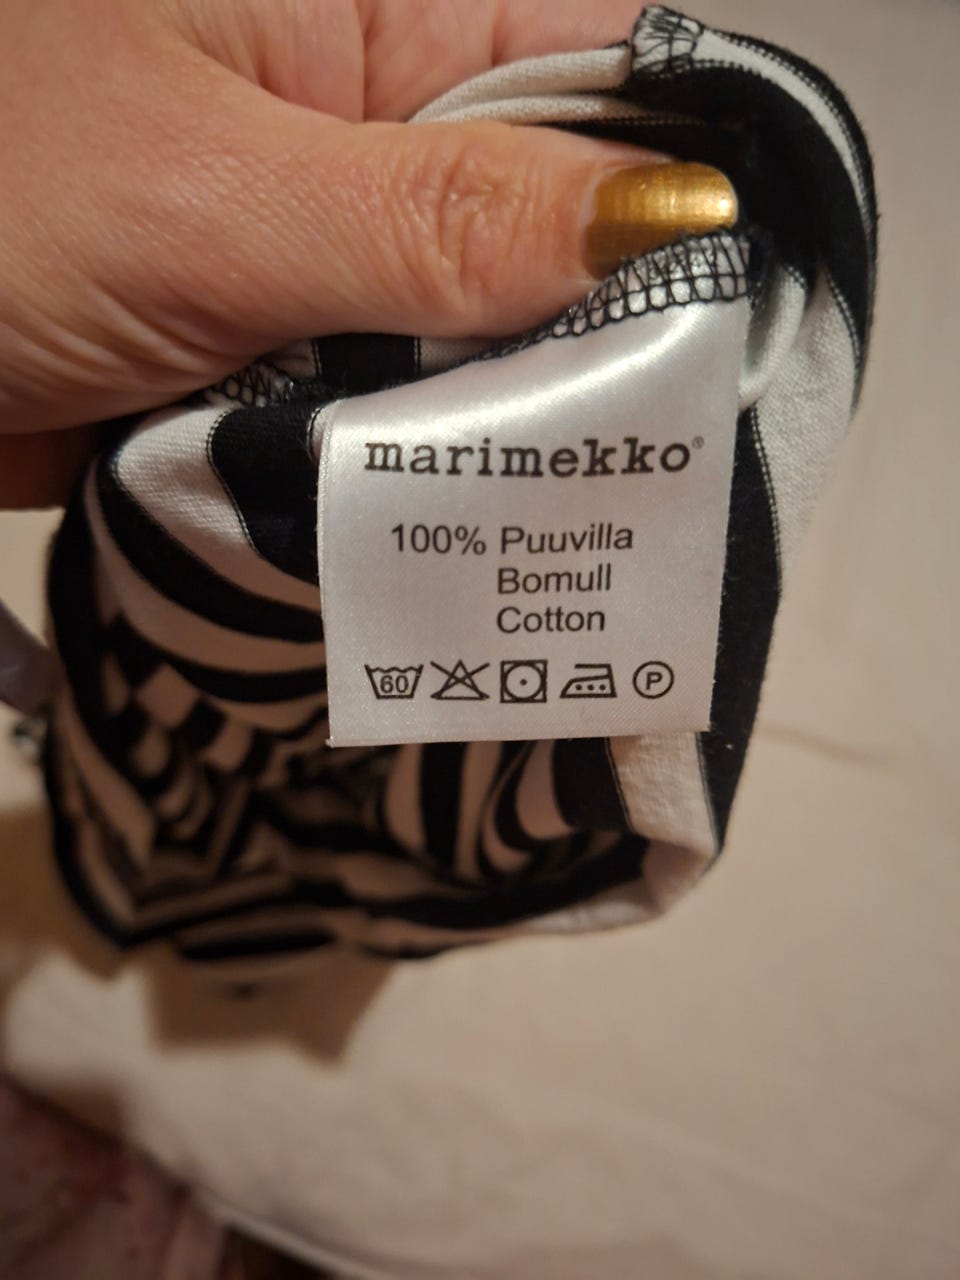 marimekko®
100% Puuvilla
Bomull
Cotton
60 P